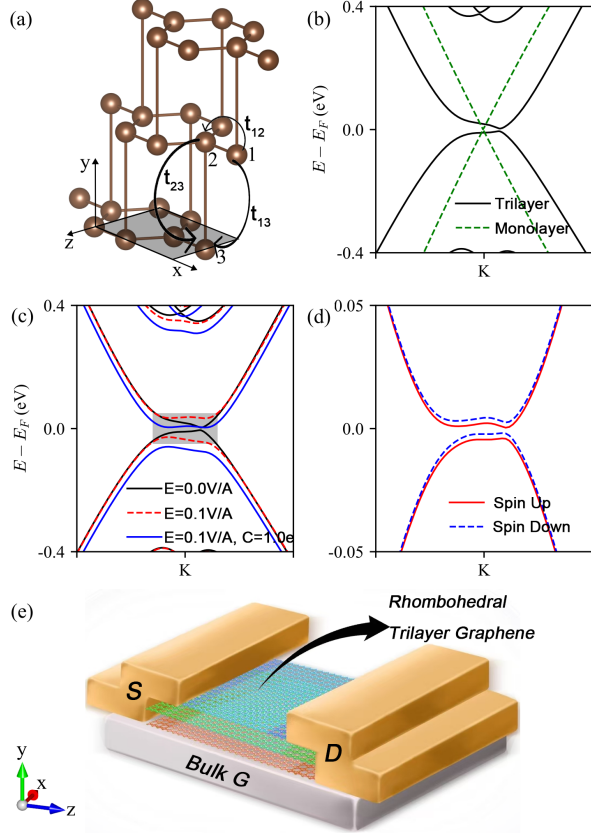 (a)
t12
2
1
t23
t13
3
y
z
x
(b)
0.4
0.0
-0.4
E − EF (eV)
Trilayer
Monolayer
K
(c)
0.4
0.0
-0.4
E − EF (eV)
E=0.0V/A
E=0.1V/A
E=0.1V/A, C=1.0e
K
(d)
0.05
0.0
-0.05
Spin Up
Spin Down
K
(e)
Rhombohedral
Trilayer Graphene
S
D
Bulk G
y
x
z